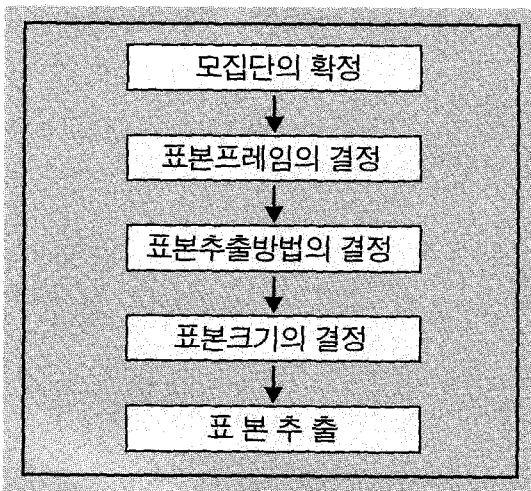 모집단의 확정
표본프레임의 결정
표본추출방법의 결정
표본크기의 결정
표 본 추 출